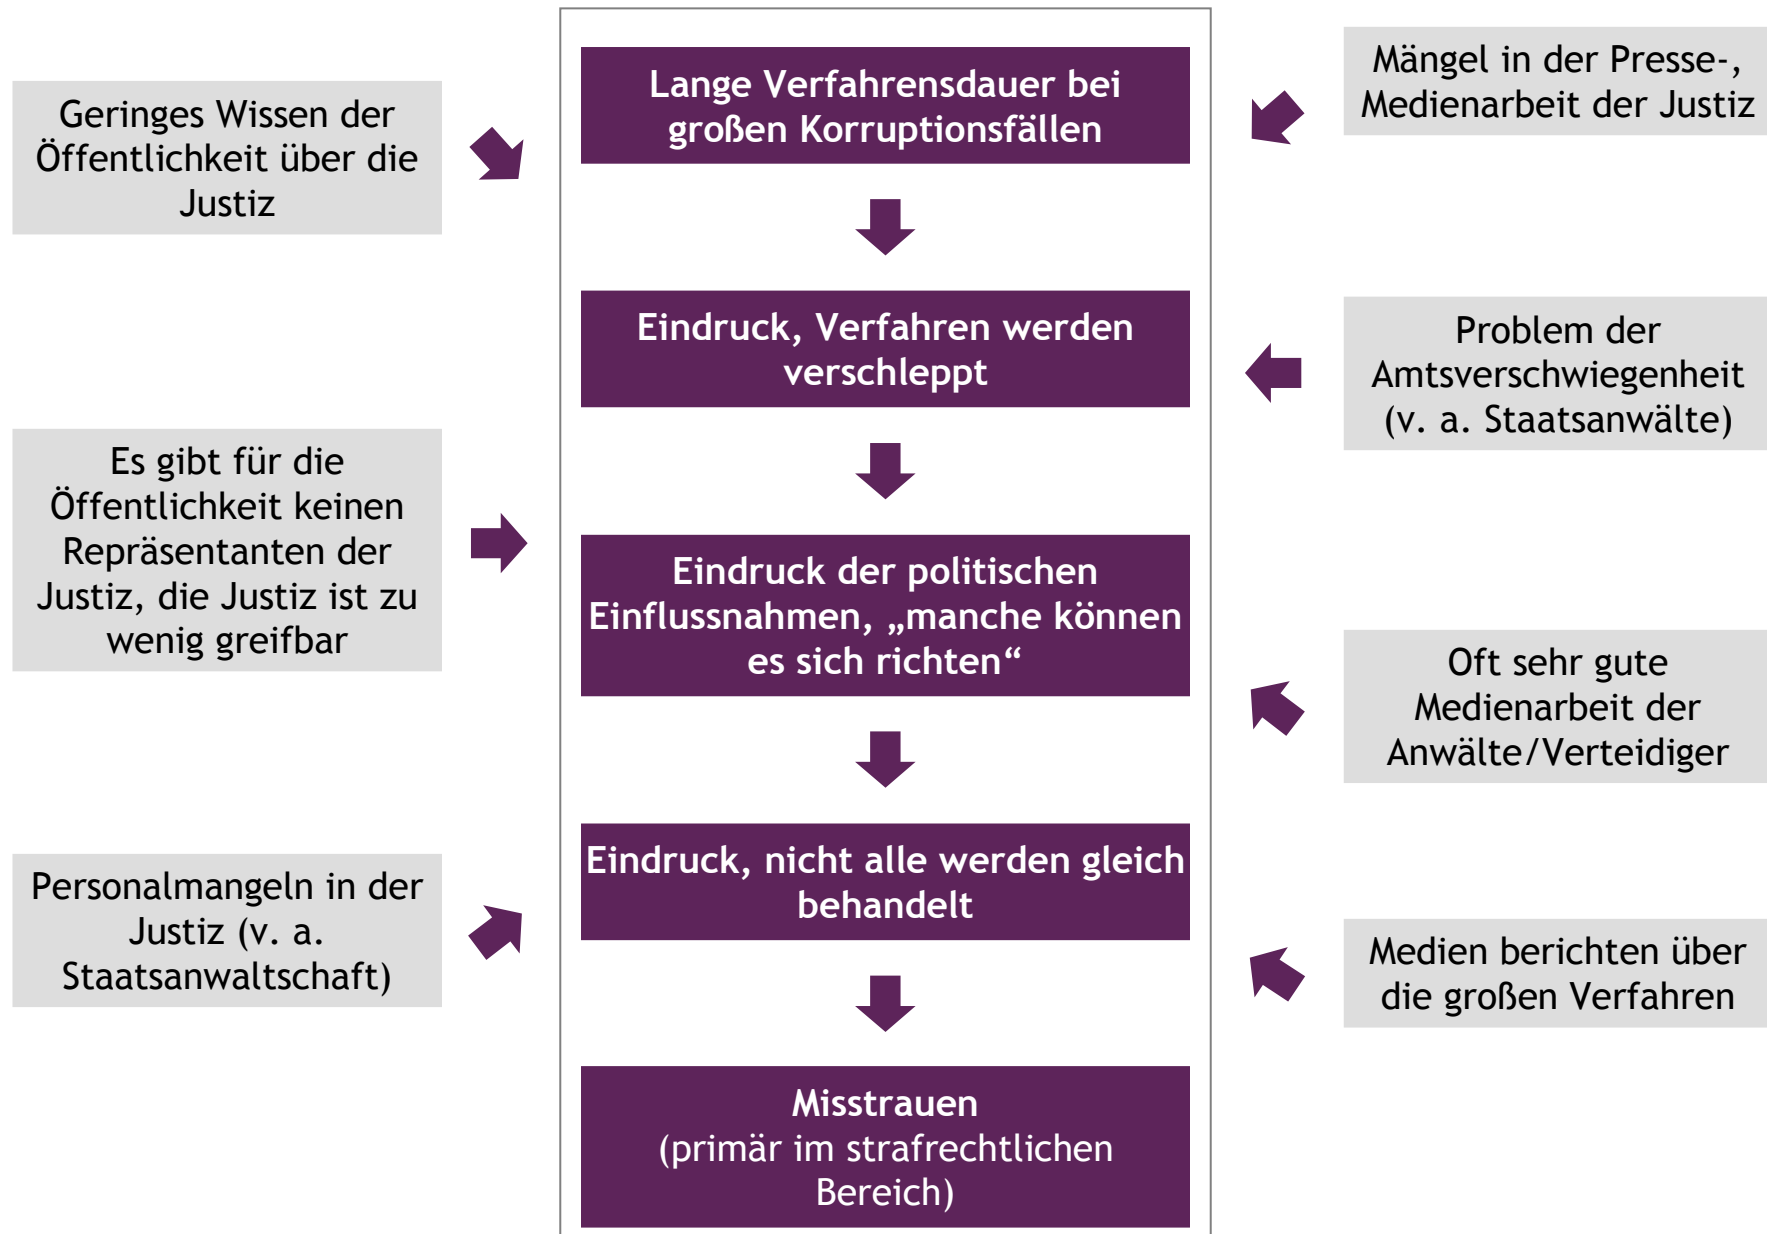 Lange Verfahrensdauer bei
großen Korruptionsfällen
Eindruck, Verfahren werden
verschleppt
Eindruck der politischen
Einflussnahmen, „manche können
es sich richten“
Eindruck, nicht alle werden gleich
behandelt
Misstrauen
(primär im strafrechtlichen
Bereich)
Geringes Wissen der
Öffentlichkeit über die
Justiz
Es gibt für die
Öffentlichkeit keinen
Repräsentanten der
Justiz, die Justiz ist zu
wenig greifbar
Personalmangeln in der
Justiz (v. a.
Staatsanwaltschaft)
Mängel in der Presse-,
Medienarbeit der Justiz
Problem der
Amtsverschwiegenheit
(v. a. Staatsanwälte)
Oft sehr gute
Medienarbeit der
Anwälte/Verteidiger
Medien berichten über
die großen Verfahren